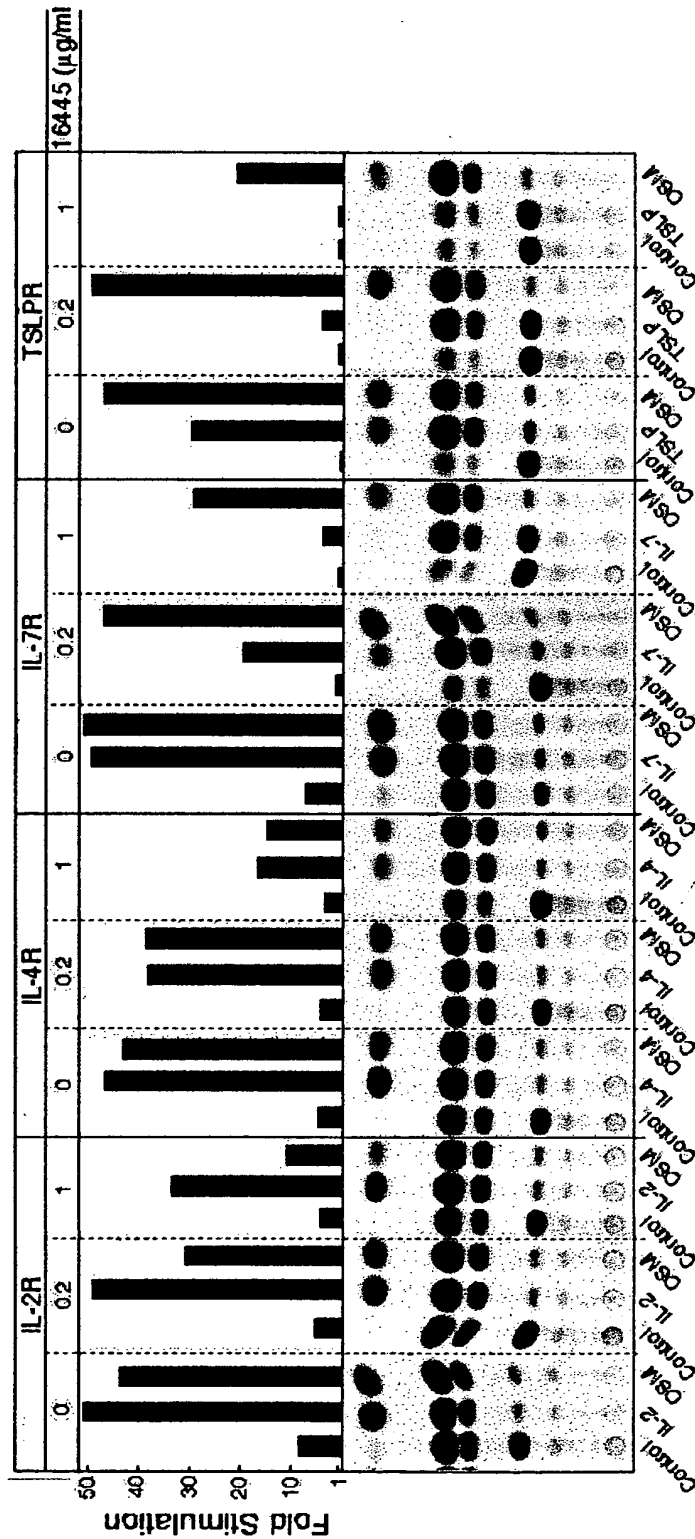 IL-2R IL-4R IL-7R TSLPR
0 0.2 1 0 0.2 1 0 0.2 1 0 0.2 1 16445 (µg/ml
Fold Stimulation
50
40
30
20
10
1
Control IL-2 OSM Control IL-2 OSM Control IL-2 OSM Control IL-4 OSM Control IL-4 OSM Control IL-4 OSM Control IL-7 OSM Control IL-7 OSM Control IL-7 OSM Control TSLP OSM Control TSLP OSM Control TSLP OSM